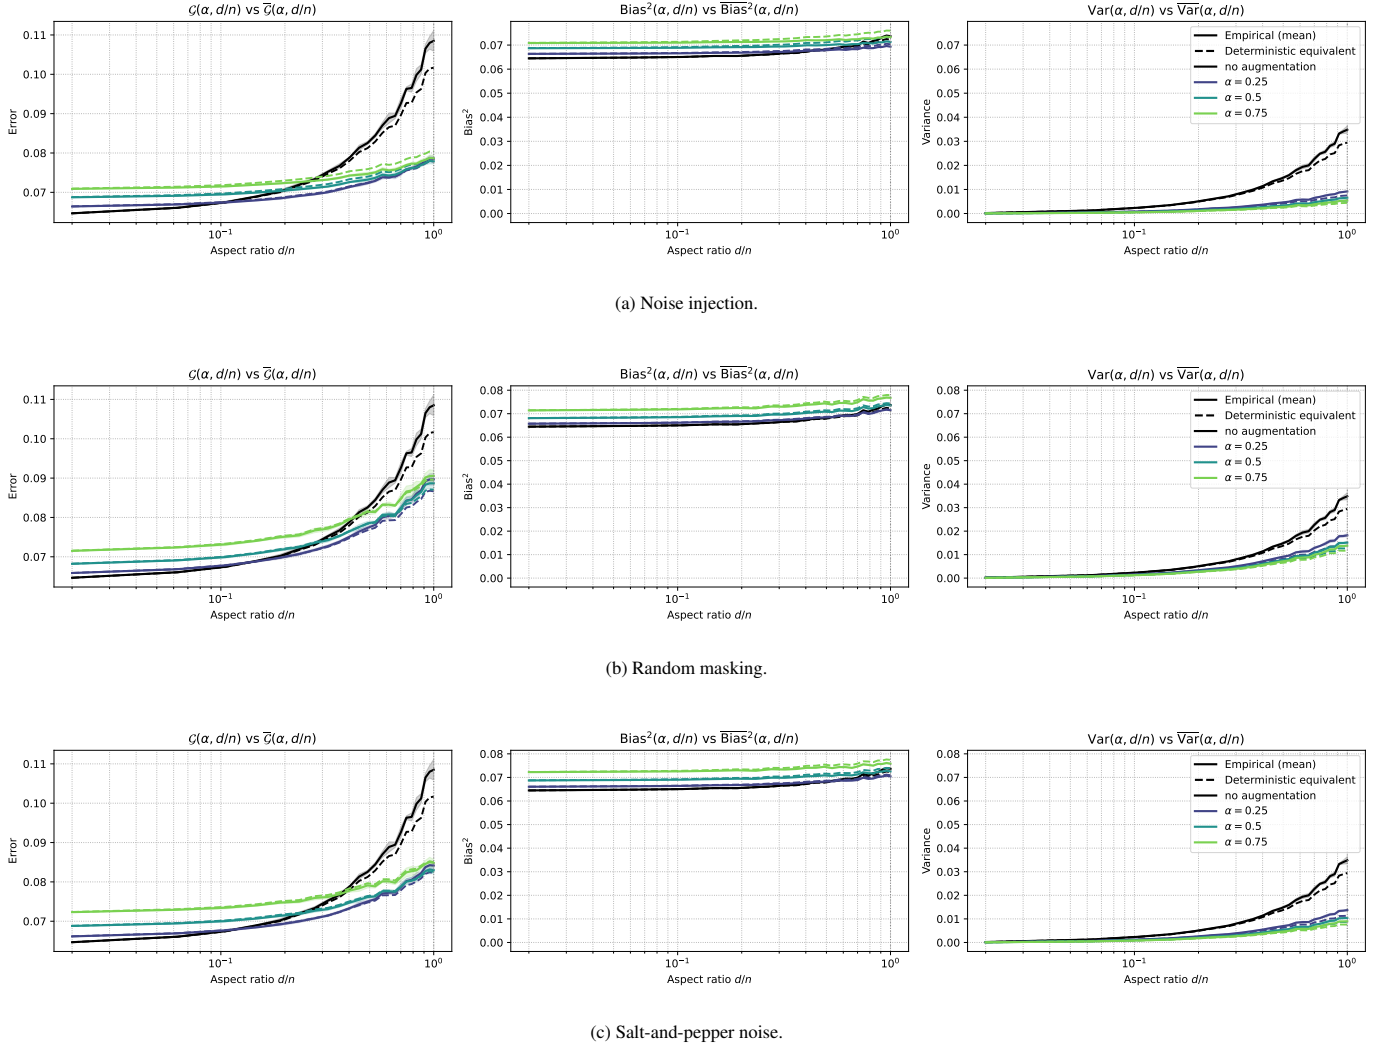 𝒢(α, d/n) vs 𝒢̅(α, d/n)
Error
0.11
0.10
0.09
0.08
0.07
10⁻¹
10⁰
Aspect ratio d/n
Bias²(α, d/n) vs B̅i̅a̅s̅²(α, d/n)
Bias²
0.07
0.06
0.05
0.04
0.03
0.02
0.01
0.00
10⁻¹
10⁰
Aspect ratio d/n
Var(α, d/n) vs V̅a̅r̅(α, d/n)
Variance
0.07
0.06
0.05
0.04
0.03
0.02
0.01
0.00
10⁻¹
10⁰
Aspect ratio d/n
Empirical (mean)
Deterministic equivalent
no augmentation
α = 0.25
α = 0.5
α = 0.75
(a) Noise injection.
𝒢(α, d/n) vs 𝒢̅(α, d/n)
Error
0.11
0.10
0.09
0.08
0.07
10⁻¹
10⁰
Aspect ratio d/n
Bias²(α, d/n) vs B̅i̅a̅s̅²(α, d/n)
Bias²
0.08
0.07
0.06
0.05
0.04
0.03
0.02
0.01
0.00
10⁻¹
10⁰
Aspect ratio d/n
Var(α, d/n) vs V̅a̅r̅(α, d/n)
Variance
0.08
0.07
0.06
0.05
0.04
0.03
0.02
0.01
0.00
10⁻¹
10⁰
Aspect ratio d/n
Empirical (mean)
Deterministic equivalent
no augmentation
α = 0.25
α = 0.5
α = 0.75
(b) Random masking.
𝒢(α, d/n) vs 𝒢̅(α, d/n)
Error
0.11
0.10
0.09
0.08
0.07
10⁻¹
10⁰
Aspect ratio d/n
Bias²(α, d/n) vs B̅i̅a̅s̅²(α, d/n)
Bias²
0.08
0.07
0.06
0.05
0.04
0.03
0.02
0.01
0.00
10⁻¹
10⁰
Aspect ratio d/n
Var(α, d/n) vs V̅a̅r̅(α, d/n)
Variance
0.08
0.07
0.06
0.05
0.04
0.03
0.02
0.01
0.00
10⁻¹
10⁰
Aspect ratio d/n
Empirical (mean)
Deterministic equivalent
no augmentation
α = 0.25
α = 0.5
α = 0.75
(c) Salt-and-pepper noise.